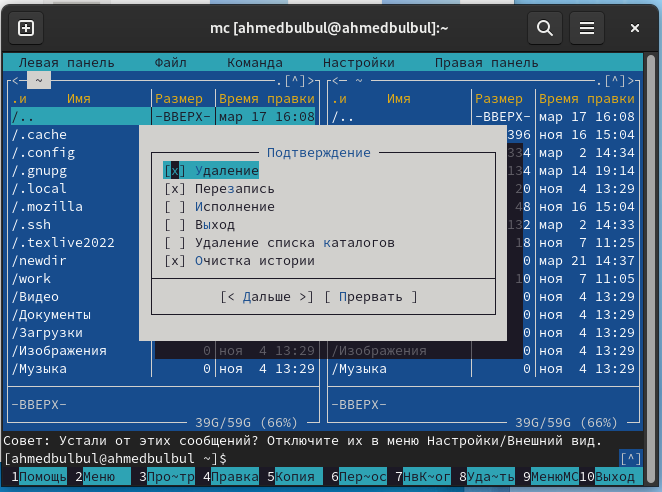 mc [ahmedbulbul@ahmedbulbul]:~
Левая панель Файл Команда Настройки Правая панель
<─ ~ .[^]> <─ ~ .[^]>
.и Имя Размер Время правки .и Имя Размер Время правки
/.. -ВВЕРХ- мар 17 16:08 /.. -ВВЕРХ- мар 17 16:08
/.cache 396 ноя 16 15:04
/.config Подтверждение 334 мар 2 14:34
/.gnupg [x] Удаление 134 мар 14 19:14
/.local [x] Перезапись 20 ноя 4 13:29
/.mozilla [ ] Исполнение 48 ноя 16 15:04
/.ssh [ ] Выход 132 мар 2 14:33
/.texlive2022 [ ] Удаление списка каталогов 18 ноя 7 11:25
/newdir [x] Очистка истории 0 мар 21 14:37
/work 10 ноя 7 11:05
/Видео [< Дальше >] [ Прервать ] 0 ноя 4 13:29
/Документы 0 ноя 4 13:29
/Загрузки 0 ноя 4 13:29
/Изображения 0 ноя 4 13:29 /Изображения 0 ноя 4 13:29
/Музыка 0 ноя 4 13:29 /Музыка 0 ноя 4 13:29
-ВВЕРХ- -ВВЕРХ-
39G/59G (66%) 39G/59G (66%)
Совет: Устали от этих сообщений? Отключите их в меню Настройки/Внешний вид.
[ahmedbulbul@ahmedbulbul ~]$ [^]
1Помощь 2Меню 3Про~тр 4Правка 5Копия 6Пер~ос 7НвК~ог 8Уда~ть 9МенюMC 10Выход